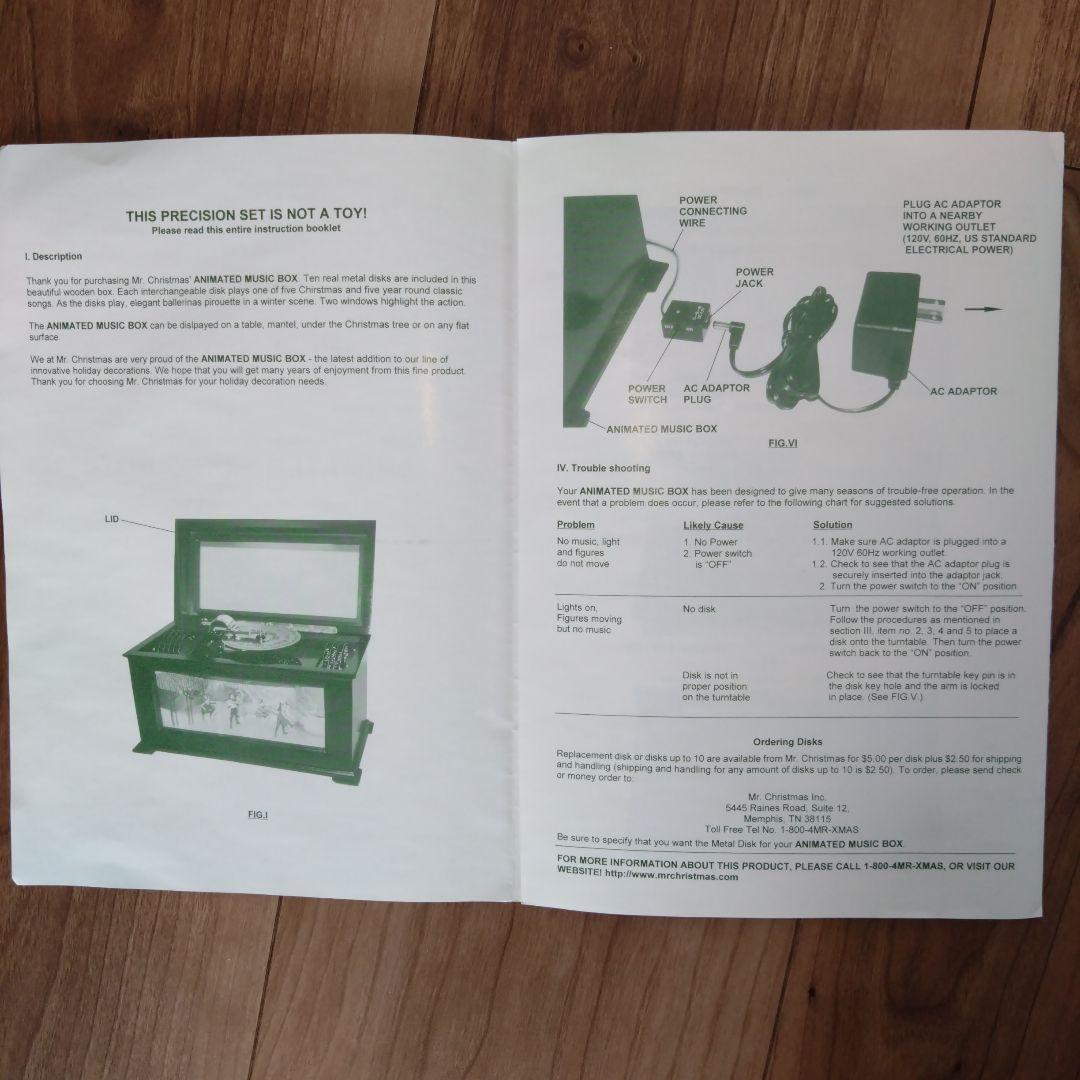 THIS PRECISION SET IS NOT A TOY!
Please read this entire instruction booklet
I. Description
Thank you for purchasing Mr. Christmas' ANIMATED MUSIC BOX. Ten real metal disks are included in this
beautiful wooden box. Each interchangeable disk plays one of five Chirstmas and five year round classic
songs. As the disks play, elegant ballerinas pirouette in a winter scene. Two windows highlight the action.
The ANIMATED MUSIC BOX can be dislpayed on a table, mantel, under the Christmas tree or on any flat
surface.
We at Mr. Christmas are very proud of the ANIMATED MUSIC BOX - the latest addition to our line of
innovative holiday decorations. We hope that you will get many years of enjoyment from this fine product.
Thank you for choosing Mr. Christmas for your holiday decoration needs.
LID
FIG.I
POWER
CONNECTING
WIRE
PLUG AC ADAPTOR
INTO A NEARBY
WORKING OUTLET
(120V, 60HZ, US STANDARD
ELECTRICAL POWER)
POWER
JACK
POWER
SWITCH
AC ADAPTOR
PLUG
AC ADAPTOR
ANIMATED MUSIC BOX
FIG.VI
IV. Trouble shooting
Your ANIMATED MUSIC BOX has been designed to give many seasons of trouble-free operation. In the
event that a problem does occur, please refer to the following chart for suggested solutions.
Problem Likely Cause Solution
No music, light 1. No Power 1.1. Make sure AC adaptor is plugged into a
and figures 2. Power switch 120V 60Hz working outlet.
do not move is "OFF" 1.2. Check to see that the AC adaptor plug is
securely inserted into the adaptor jack.
2. Turn the power switch to the "ON" position
Lights on, No disk Turn the power switch to the "OFF" position.
Figures moving Follow the procedures as mentioned in
but no music section III, item no. 2, 3, 4 and 5 to place a
disk onto the turntable. Then turn the power
switch back to the "ON" position.
Disk is not in Check to see that the turntable key pin is in
proper position the disk key hole and the arm is locked
on the turntable in place. (See FIG.V.)
Ordering Disks
Replacement disk or disks up to 10 are available from Mr. Christmas for $5.00 per disk plus $2.50 for shipping
and handling (shipping and handling for any amount of disks up to 10 is $2.50). To order, please send check
or money order to:
Mr. Christmas Inc.
5445 Raines Road, Suite 12,
Memphis, TN 38115
Toll Free Tel No. 1-800-4MR-XMAS
Be sure to specify that you want the Metal Disk for your ANIMATED MUSIC BOX.
FOR MORE INFORMATION ABOUT THIS PRODUCT, PLEASE CALL 1-800-4MR-XMAS, OR VISIT OUR
WEBSITE! http://www.mrchristmas.com